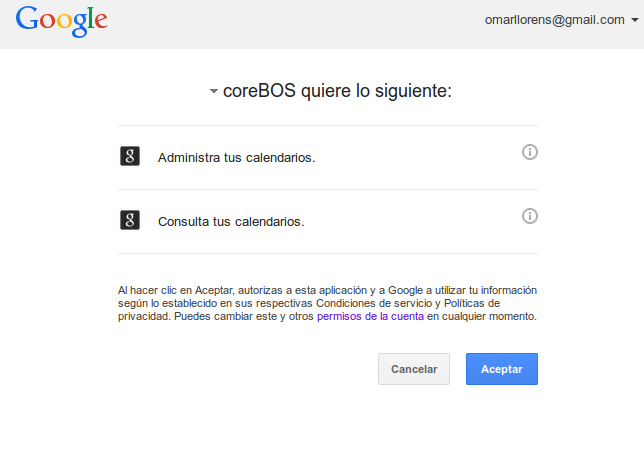 Google
omarllorens@gmail.com
coreBOS quiere lo siguiente:
g Administra tus calendarios.
g Consulta tus calendarios.
Al hacer clic en Aceptar, autorizas a esta aplicación y a Google a utilizar tu información
según lo establecido en sus respectivas Condiciones de servicio y Políticas de
privacidad. Puedes cambiar este y otros permisos de la cuenta en cualquier momento.
Cancelar Aceptar